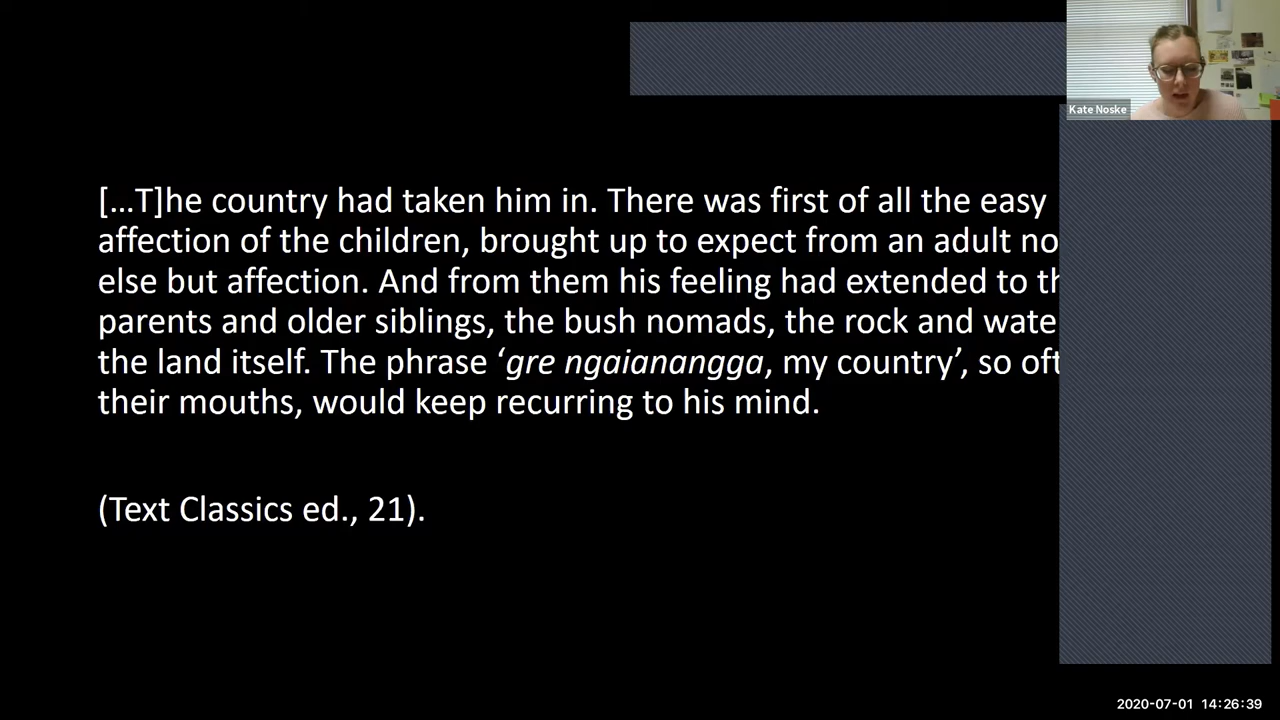 Kate Noske
[...T]he country had taken him in. There was first of all the easy
affection of the children, brought up to expect from an adult no
else but affection. And from them his feeling had extended to th
parents and older siblings, the bush nomads, the rock and wate
the land itself. The phrase ‘gre ngaianangga, my country’, so oft
their mouths, would keep recurring to his mind.
(Text Classics ed., 21).
2020-07-01 14:26:39